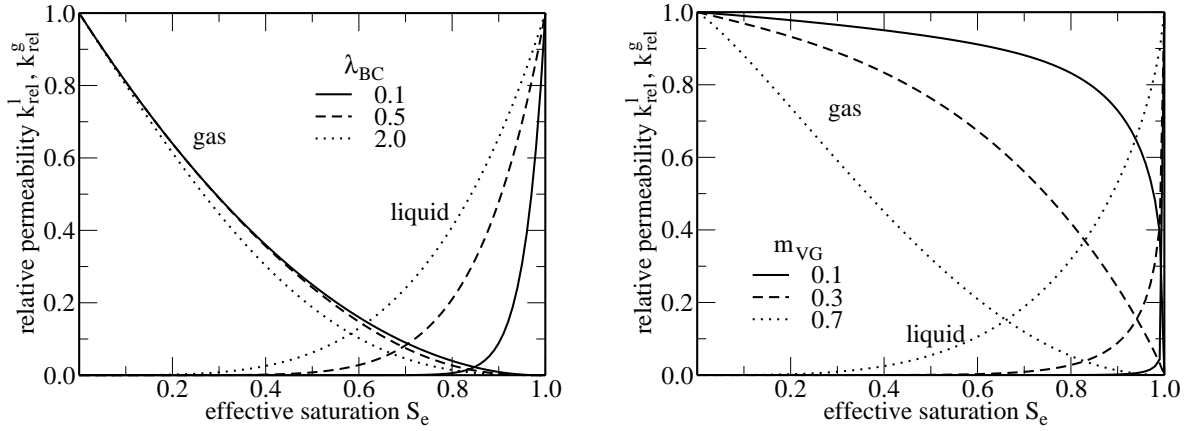 relative permeability k^l_rel, k^g_rel
1.0
0.8
0.6
0.4
0.2
0.0
λ_BC
0.1
0.5
2.0
gas
liquid
0.2 0.4 0.6 0.8 1.0
effective saturation S_e
relative permeability k^l_rel, k^g_rel
1.0
0.8
0.6
0.4
0.2
0.0
gas
m_VG
0.1
0.3
0.7
liquid
0.2 0.4 0.6 0.8 1.0
effective saturation S_e